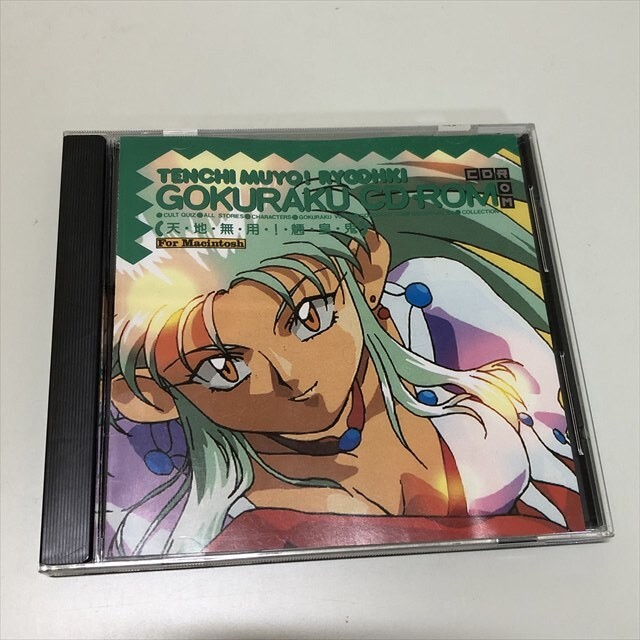 TENCHI MUYO! RYOOHKI
GOKURAKU CD-ROM
CD ROM
●CULT QUIZ●ALL STORIES●CHARACTERS●GOKURAKU COLLECTION
天・地・無・用・!・魎・皇・鬼
For Macintosh